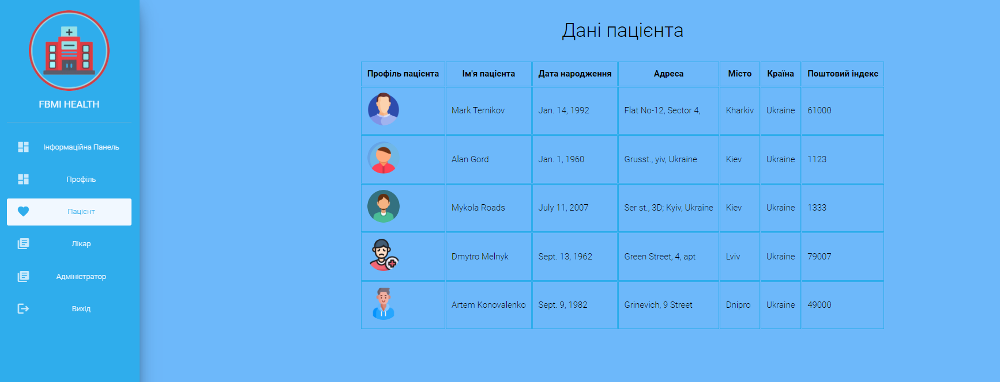 FBMI HEALTH
Інформаційна Панель
Профіль
Пацієнт
Лікар
Адміністратор
Вихід
Дані пацієнта
Профіль пацієнта Ім'я пацієнта Дата народження Адреса Місто Країна Поштовий індекс
Mark Ternikov Jan. 14, 1992 Flat No-12, Sector 4, Kharkiv Ukraine 61000
Alan Gord Jan. 1, 1960 Grusst., yiv, Ukraine Kiev Ukraine 1123
Mykola Roads July 11, 2007 Ser st., 3D; Kyiv, Ukraine Kiev Ukraine 1333
Dmytro Melnyk Sept. 13, 1962 Green Street, 4, apt Lviv Ukraine 79007
Artem Konovalenko Sept. 9, 1982 Grinevich, 9 Street Dnipro Ukraine 49000